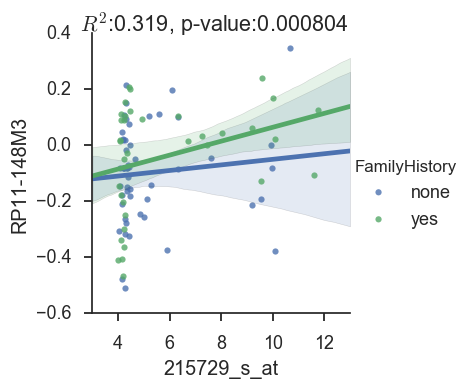 R²:0.319, p-value:0.000804
0.4
0.2
0.0
−0.2
−0.4
−0.6
RP11-148M3
4 6 8 10 12
215729_s_at
FamilyHistory
none
yes